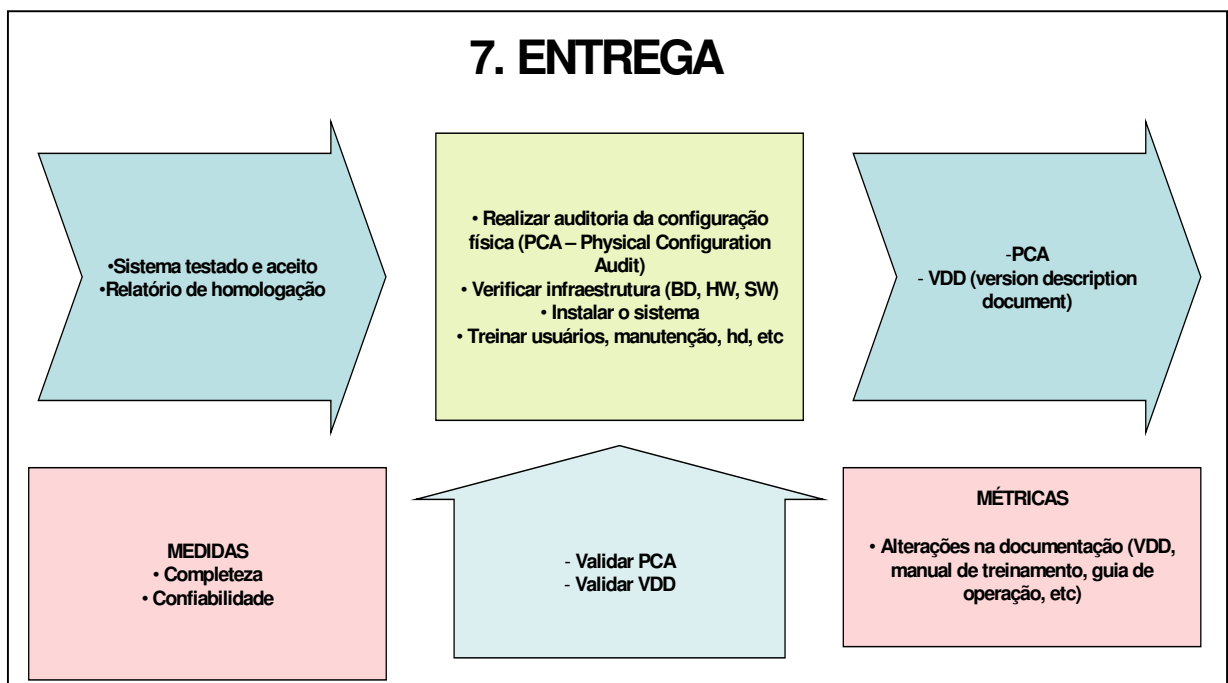 7. ENTREGA
•Sistema testado e aceito
•Relatório de homologação
• Realizar auditoria da configuração
física (PCA – Physical Configuration
Audit)
• Verificar infraestrutura (BD, HW, SW)
• Instalar o sistema
• Treinar usuários, manutenção, hd, etc
-PCA
- VDD (version description
document)
MEDIDAS
• Completeza
• Confiabilidade
- Validar PCA
- Validar VDD
MÉTRICAS
• Alterações na documentação (VDD,
manual de treinamento, guia de
operação, etc)